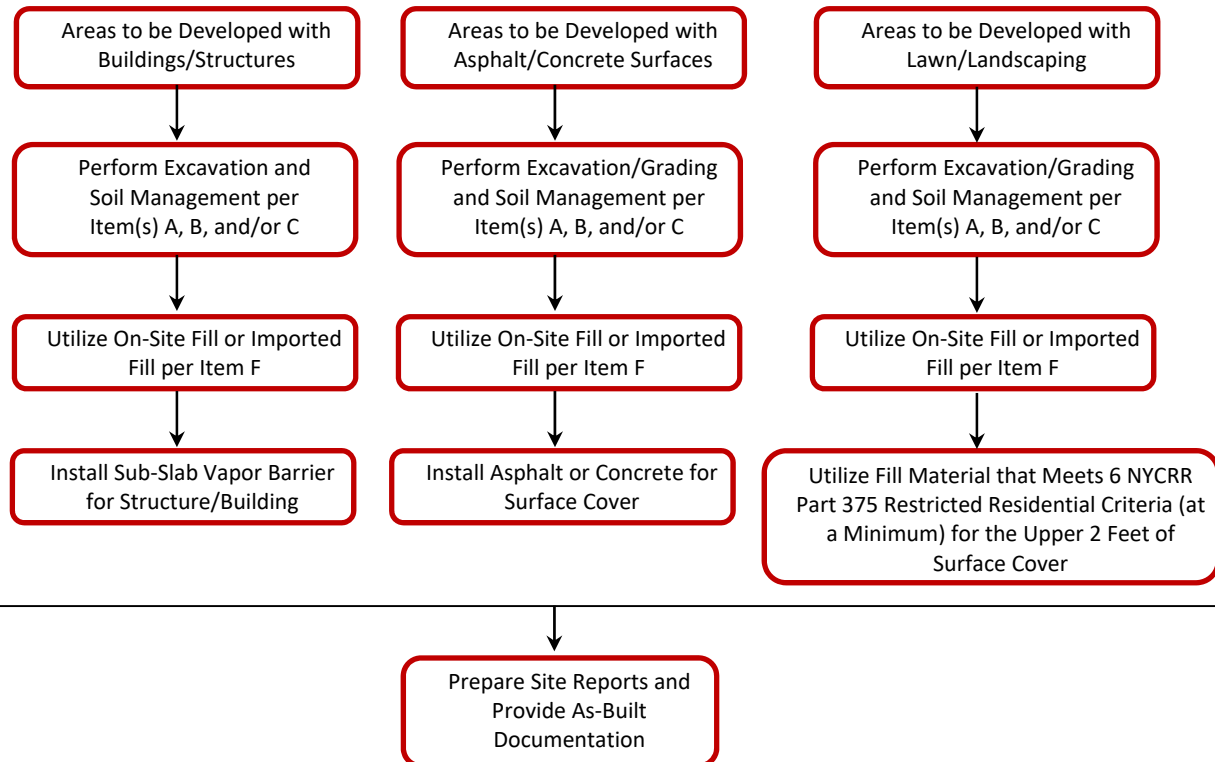 Areas to be Developed with
Buildings/Structures
Areas to be Developed with
Asphalt/Concrete Surfaces
Areas to be Developed with
Lawn/Landscaping
Perform Excavation and
Soil Management per
Item(s) A, B, and/or C
Perform Excavation/Grading
and Soil Management per
Item(s) A, B, and/or C
Perform Excavation/Grading
and Soil Management per
Item(s) A, B, and/or C
Utilize On-Site Fill or Imported
Fill per Item F
Utilize On-Site Fill or Imported
Fill per Item F
Utilize On-Site Fill or Imported
Fill per Item F
Install Sub-Slab Vapor Barrier
for Structure/Building
Install Asphalt or Concrete for
Surface Cover
Utilize Fill Material that Meets 6 NYCRR
Part 375 Restricted Residential Criteria (at
a Minimum) for the Upper 2 Feet of
Surface Cover
Prepare Site Reports and
Provide As-Built
Documentation